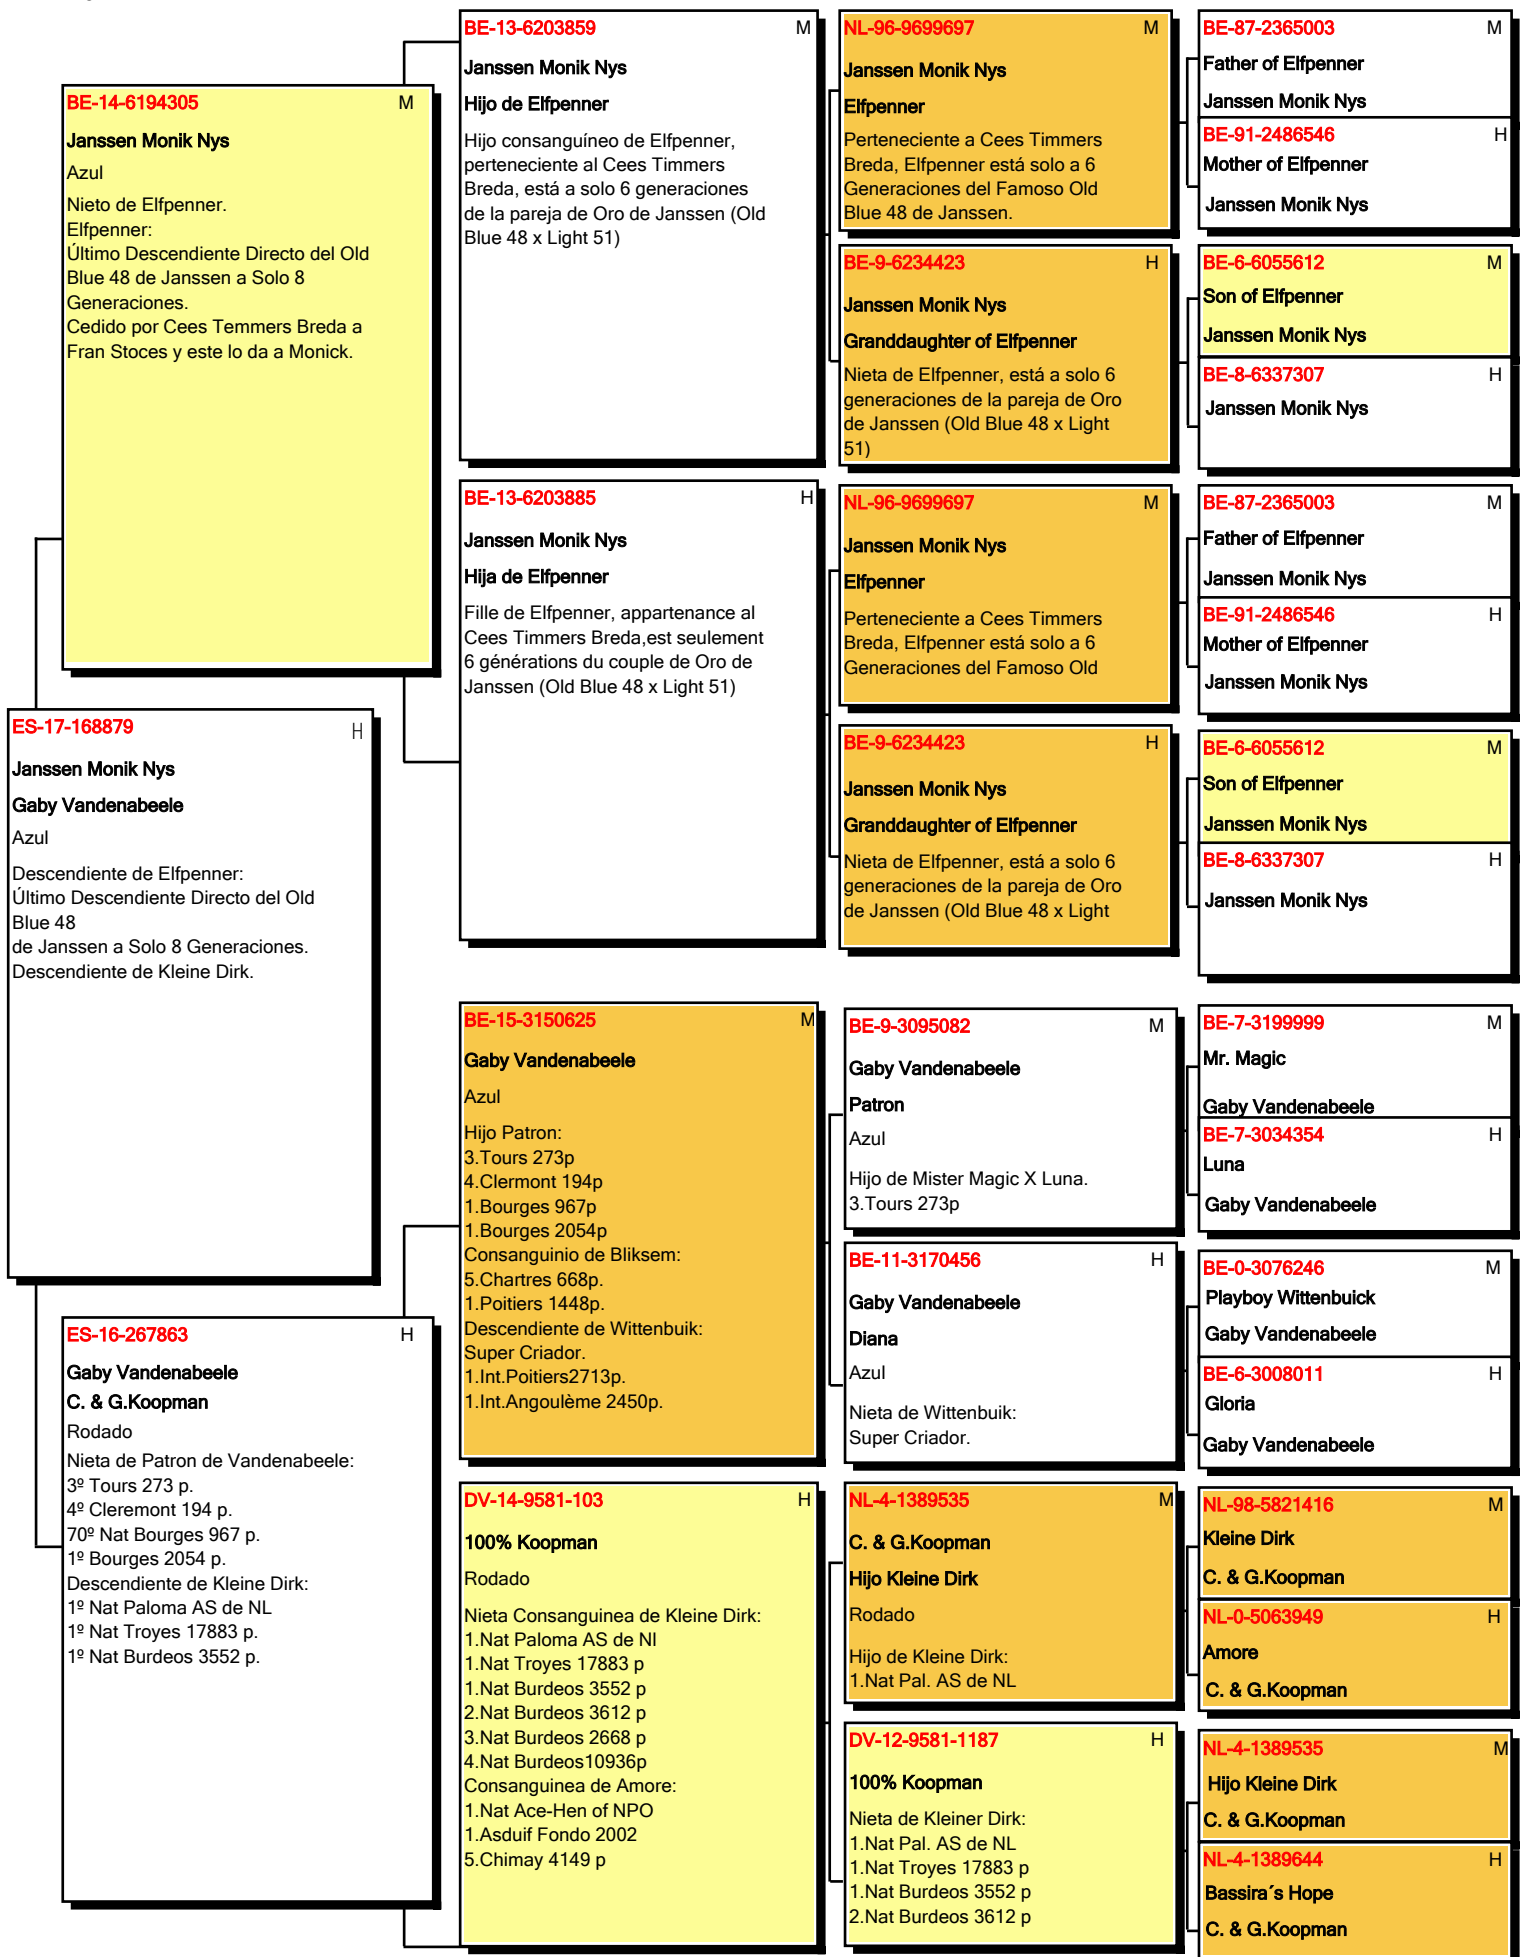 ES-17-168879 H
Janssen Monik Nys
Gaby Vandenabeele
Azul
Descendiente de Elfpenner:
Último Descendiente Directo del Old
Blue 48
de Janssen a Solo 8 Generaciones.
Descendiente de Kleine Dirk.
BE-14-6194305 M
Janssen Monik Nys
Azul
Nieto de Elfpenner.
Elfpenner:
Último Descendiente Directo del Old
Blue 48 de Janssen a Solo 8
Generaciones.
Cedido por Cees Temmers Breda a
Fran Stoces y este lo da a Monick.
ES-16-267863 H
Gaby Vandenabeele
C. & G.Koopman
Rodado
Nieta de Patron de Vandenabeele:
3º Tours 273 p.
4º Cleremont 194 p.
70º Nat Bourges 967 p.
1º Bourges 2054 p.
Descendiente de Kleine Dirk:
1º Nat Paloma AS de NL
1º Nat Troyes 17883 p.
1º Nat Burdeos 3552 p.
BE-13-6203859 M
Janssen Monik Nys
Hijo de Elfpenner
Hijo consanguíneo de Elfpenner,
perteneciente al Cees Timmers
Breda, está a solo 6 generaciones
de la pareja de Oro de Janssen (Old
Blue 48 x Light 51)
BE-13-6203885 H
Janssen Monik Nys
Hija de Elfpenner
Fille de Elfpenner, appartenance al
Cees Timmers Breda,est seulement
6 générations du couple de Oro de
Janssen (Old Blue 48 x Light 51)
BE-15-3150625 M
Gaby Vandenabeele
Azul
Hijo Patron:
3.Tours 273p
4.Clermont 194p
1.Bourges 967p
1.Bourges 2054p
Consanguinio de Bliksem:
5.Chartres 668p.
1.Poitiers 1448p.
Descendiente de Wittenbuik:
Super Criador.
1.Int.Poitiers2713p.
1.Int.Angoulème 2450p.
DV-14-9581-103 H
100% Koopman
Rodado
Nieta Consanguinea de Kleine Dirk:
1.Nat Paloma AS de Nl
1.Nat Troyes 17883 p
1.Nat Burdeos 3552 p
2.Nat Burdeos 3612 p
3.Nat Burdeos 2668 p
4.Nat Burdeos10936p
Consanguinea de Amore:
1.Nat Ace-Hen of NPO
1.Asduif Fondo 2002
5.Chimay 4149 p
NL-96-9699697 M
Janssen Monik Nys
Elfpenner
Perteneciente a Cees Timmers
Breda, Elfpenner está solo a 6
Generaciones del Famoso Old
Blue 48 de Janssen.
BE-9-6234423 H
Janssen Monik Nys
Granddaughter of Elfpenner
Nieta de Elfpenner, está a solo 6
generaciones de la pareja de Oro
de Janssen (Old Blue 48 x Light
51)
NL-96-9699697 M
Janssen Monik Nys
Elfpenner
Perteneciente a Cees Timmers
Breda, Elfpenner está solo a 6
Generaciones del Famoso Old
BE-9-6234423 H
Janssen Monik Nys
Granddaughter of Elfpenner
Nieta de Elfpenner, está a solo 6
generaciones de la pareja de Oro
de Janssen (Old Blue 48 x Light
BE-9-3095082 M
Gaby Vandenabeele
Patron
Azul
Hijo de Mister Magic X Luna.
3.Tours 273p
BE-11-3170456 H
Gaby Vandenabeele
Diana
Azul
Nieta de Wittenbuik:
Super Criador.
NL-4-1389535 M
C. & G.Koopman
Hijo Kleine Dirk
Rodado
Hijo de Kleine Dirk:
1.Nat Pal. AS de NL
DV-12-9581-1187 H
100% Koopman
Nieta de Kleiner Dirk:
1.Nat Pal. AS de NL
1.Nat Troyes 17883 p
1.Nat Burdeos 3552 p
2.Nat Burdeos 3612 p
BE-87-2365003 M
Father of Elfpenner
Janssen Monik Nys
BE-91-2486546 H
Mother of Elfpenner
Janssen Monik Nys
BE-6-6055612 M
Son of Elfpenner
Janssen Monik Nys
BE-8-6337307 H
Janssen Monik Nys
BE-87-2365003 M
Father of Elfpenner
Janssen Monik Nys
BE-91-2486546 H
Mother of Elfpenner
Janssen Monik Nys
BE-6-6055612 M
Son of Elfpenner
Janssen Monik Nys
BE-8-6337307 H
Janssen Monik Nys
BE-7-3199999 M
Mr. Magic
Gaby Vandenabeele
BE-7-3034354 H
Luna
Gaby Vandenabeele
BE-0-3076246 M
Playboy Wittenbuick
Gaby Vandenabeele
BE-6-3008011 H
Gloria
Gaby Vandenabeele
NL-98-5821416 M
Kleine Dirk
C. & G.Koopman
NL-0-5063949 H
Amore
C. & G.Koopman
NL-4-1389535 M
Hijo Kleine Dirk
C. & G.Koopman
NL-4-1389644 H
Bassira´s Hope
C. & G.Koopman